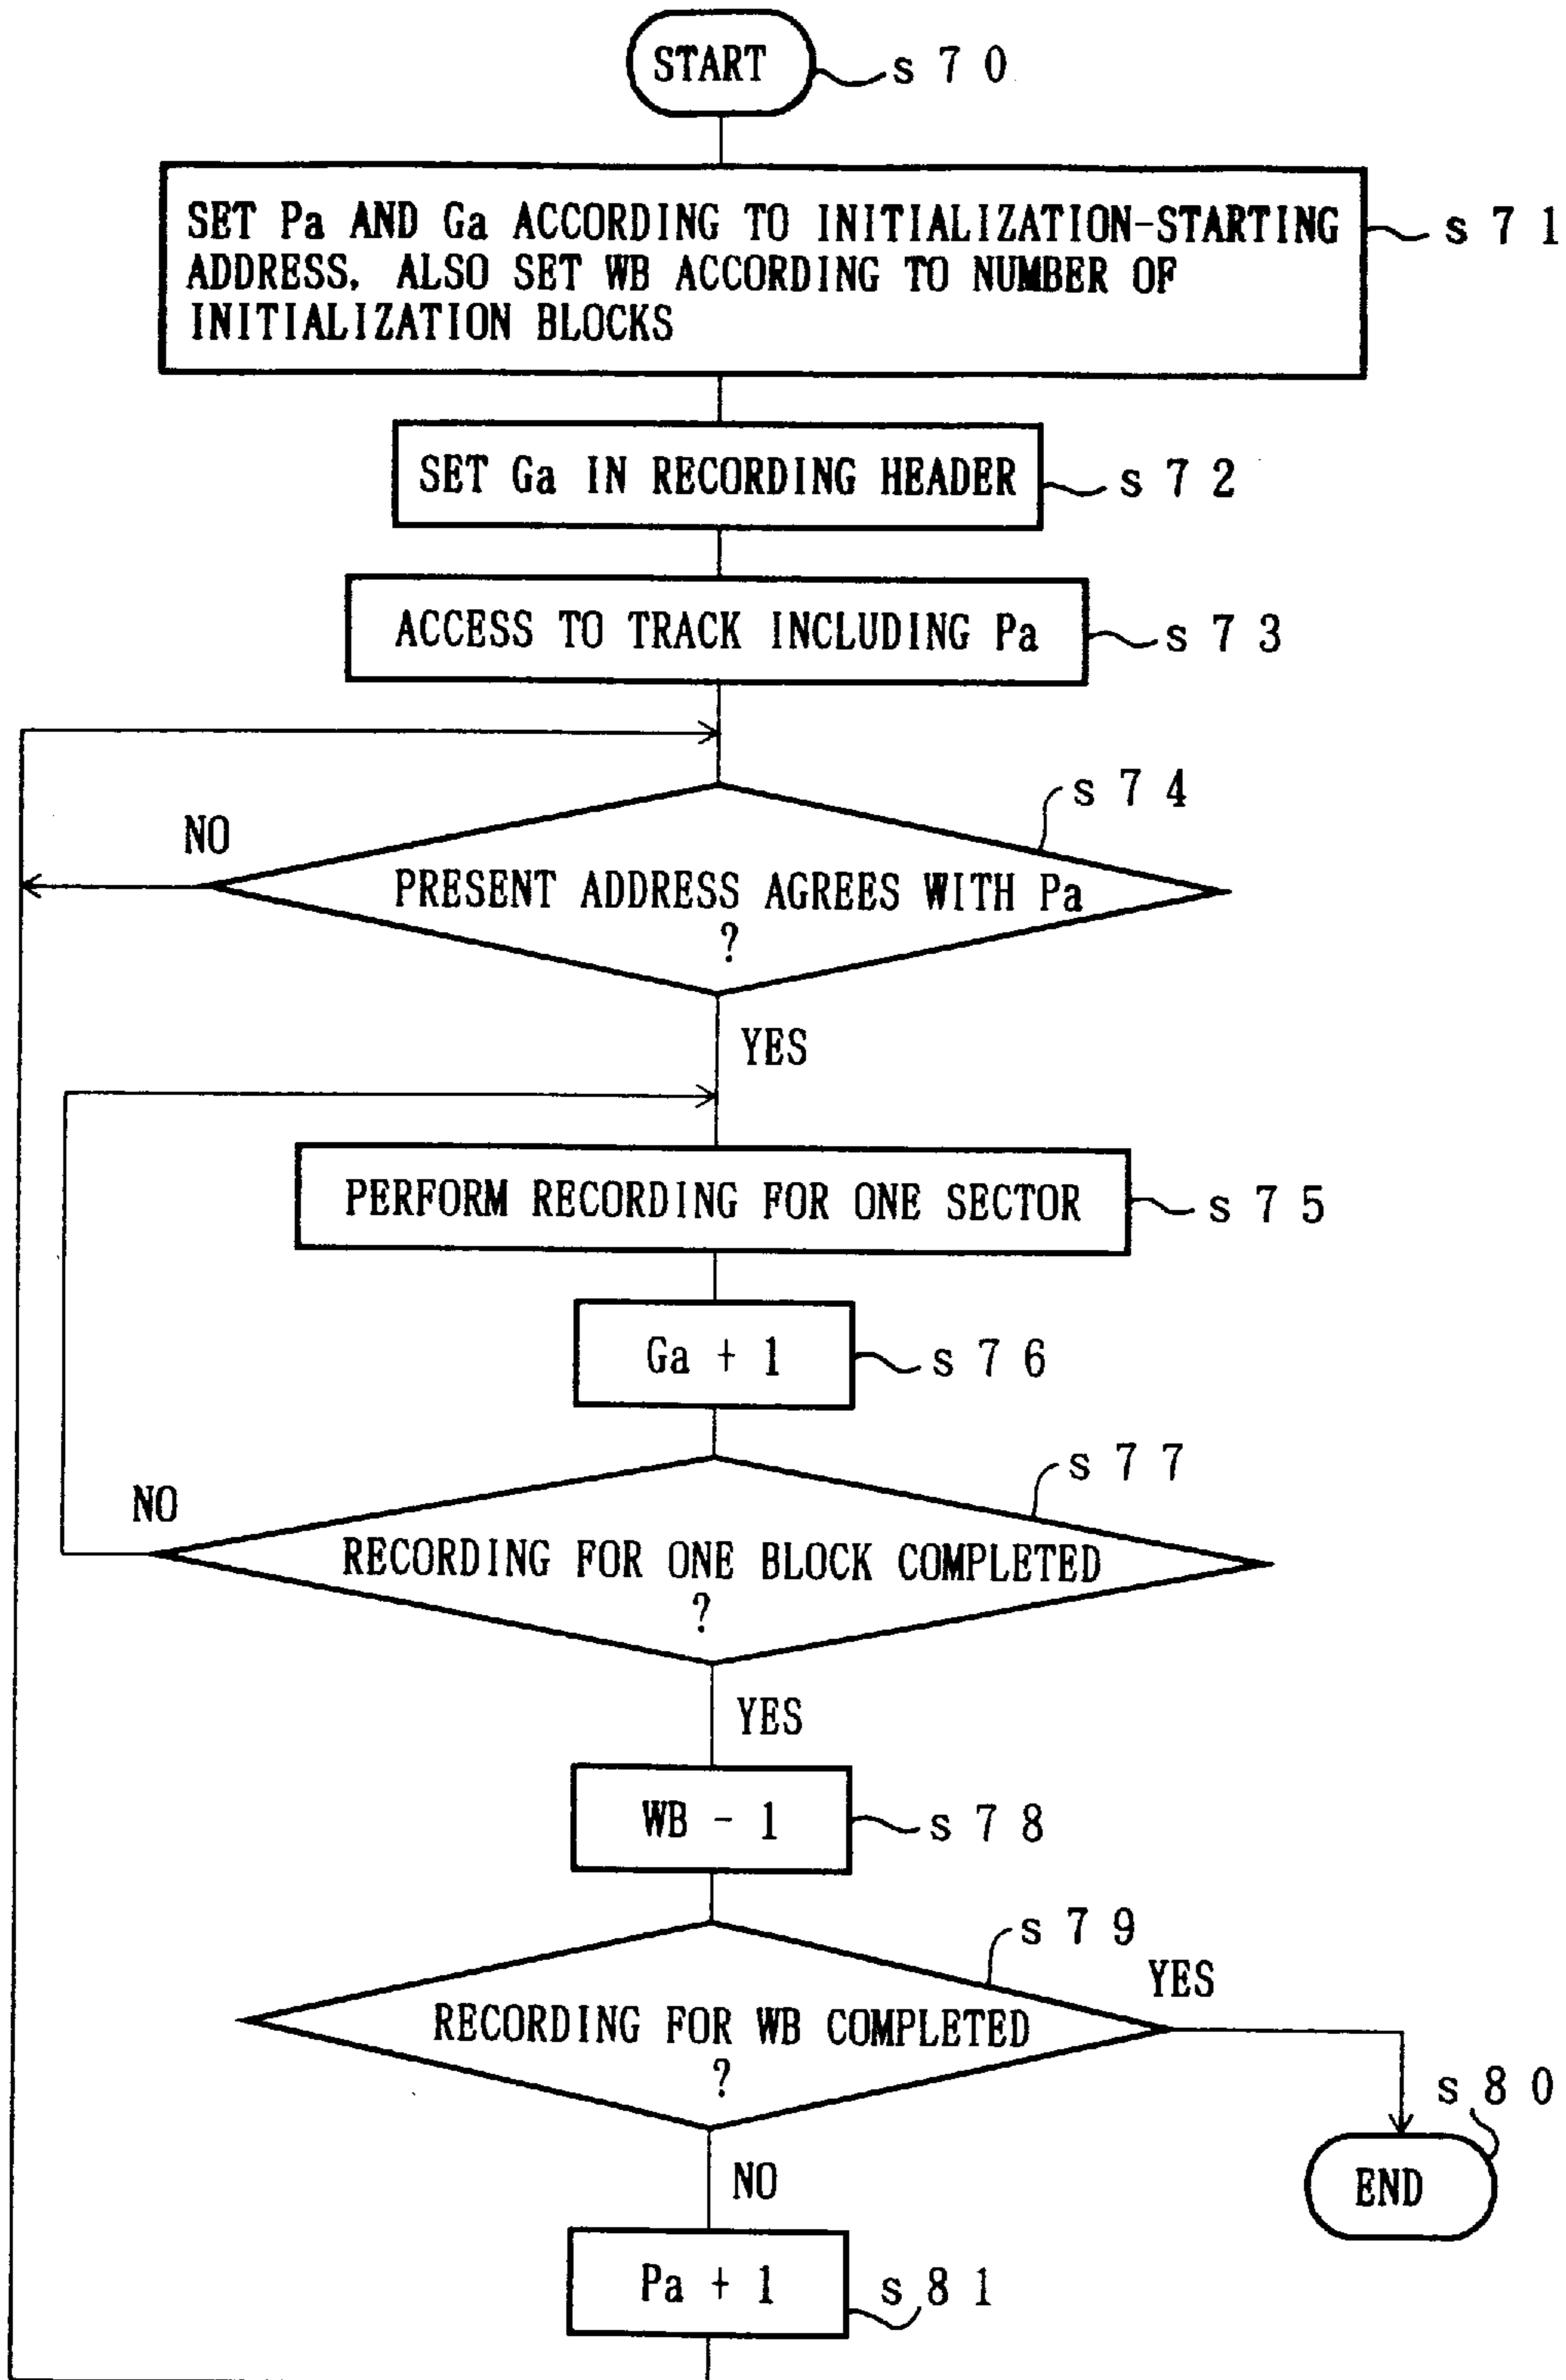 START
s 7 0
SET Pa AND Ga ACCORDING TO INITIALIZATION-STARTING
ADDRESS. ALSO SET WB ACCORDING TO NUMBER OF
INITIALIZATION BLOCKS
s 7 1
SET Ga IN RECORDING HEADER
s 7 2
ACCESS TO TRACK INCLUDING Pa
s 7 3
s 7 4
NO
PRESENT ADDRESS AGREES WITH Pa
?
YES
PERFORM RECORDING FOR ONE SECTOR
s 7 5
Ga + 1
s 7 6
s 7 7
NO
RECORDING FOR ONE BLOCK COMPLETED
?
YES
WB - 1
s 7 8
s 7 9
YES
RECORDING FOR WB COMPLETED
?
s 8 0
END
NO
Pa + 1
s 8 1